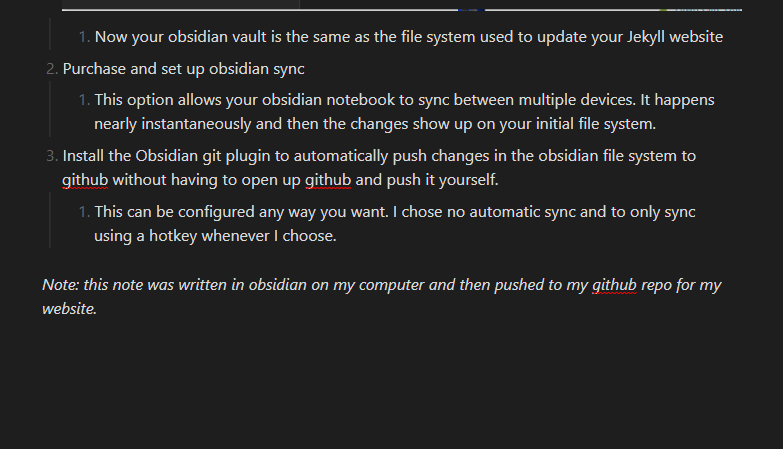 1. Now your obsidian vault is the same as the file system used to update your Jekyll website
2. Purchase and set up obsidian sync
1. This option allows your obsidian notebook to sync between multiple devices. It happens
nearly instantaneously and then the changes show up on your initial file system.
3. Install the Obsidian git plugin to automatically push changes in the obsidian file system to
github without having to open up github and push it yourself.
1. This can be configured any way you want. I chose no automatic sync and to only sync
using a hotkey whenever I choose.
Note: this note was written in obsidian on my computer and then pushed to my github repo for my
website.